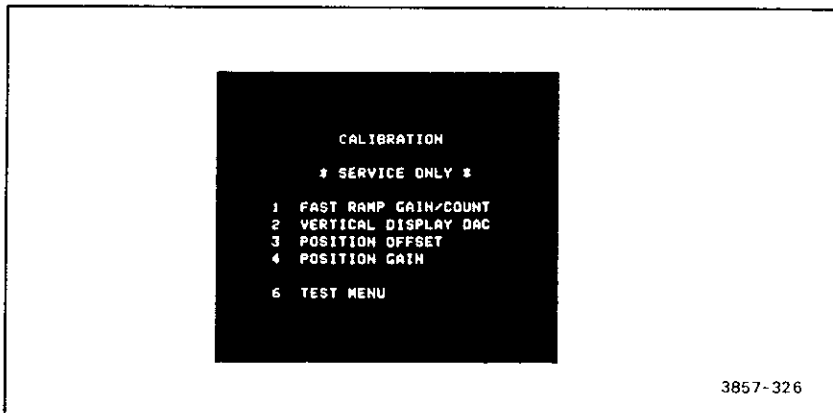 CALIBRATION
* SERVICE ONLY *
1 FAST RAMP GAIN/COUNT
2 VERTICAL DISPLAY DAC
3 POSITION OFFSET
4 POSITION GAIN
6 TEST MENU
3857-326